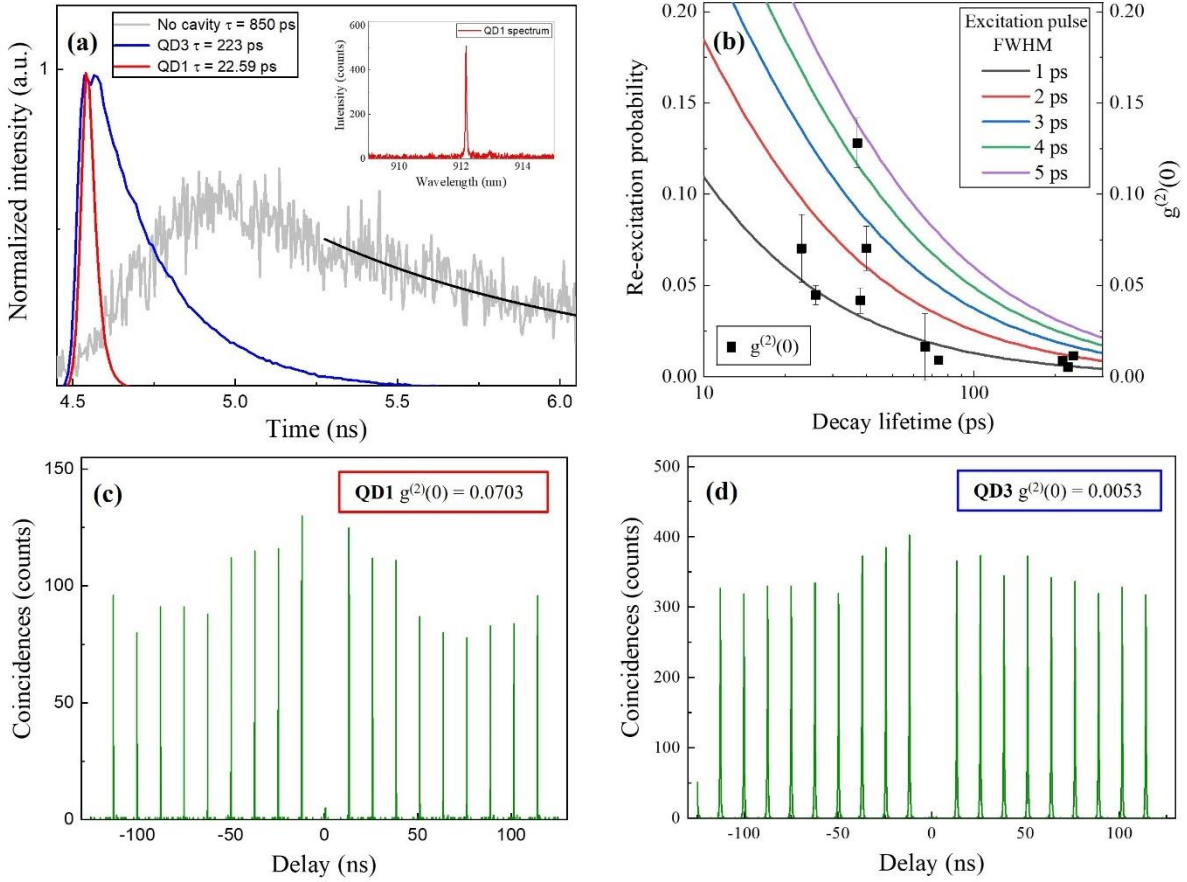 (a)
No cavity τ = 850 ps
QD3 τ = 223 ps
QD1 τ = 22.59 ps
Normalized intensity (a.u.)
1
4.5
5.0
5.5
6.0
Time (ns)
QD1 spectrum
Intensity (counts)
600
400
200
0
910
912
914
Wavelength (nm)
(b)
Excitation pulse
FWHM
1 ps
2 ps
3 ps
4 ps
5 ps
Re-excitation probability
0.20
0.15
0.10
0.05
0.00
g(2)(0)
0.20
0.15
0.10
0.05
0.00
g(2)(0)
10
100
Decay lifetime (ps)
(c)
QD1 g(2)(0) = 0.0703
Coincidences (counts)
150
100
50
0
-100
-50
0
50
100
Delay (ns)
(d)
QD3 g(2)(0) = 0.0053
Coincidences (counts)
500
400
300
200
100
0
-100
-50
0
50
100
Delay (ns)